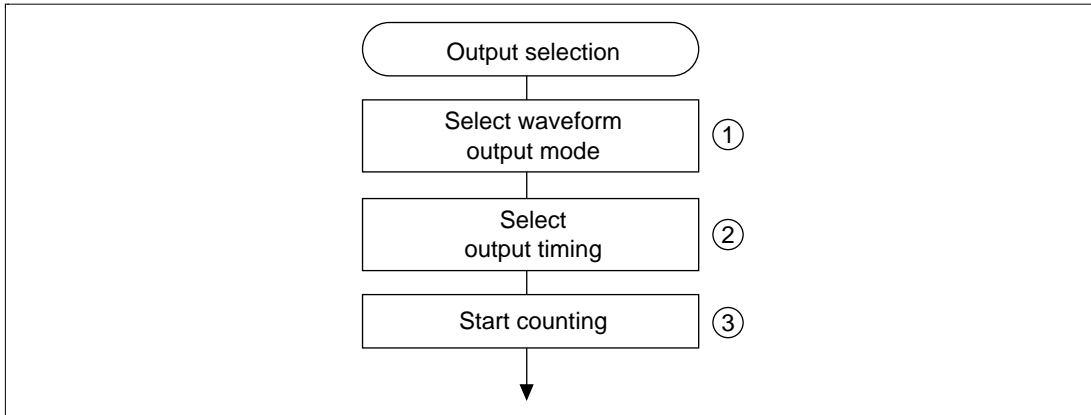 Output selection
Select waveform
output mode
1
Select
output timing
2
Start counting
3